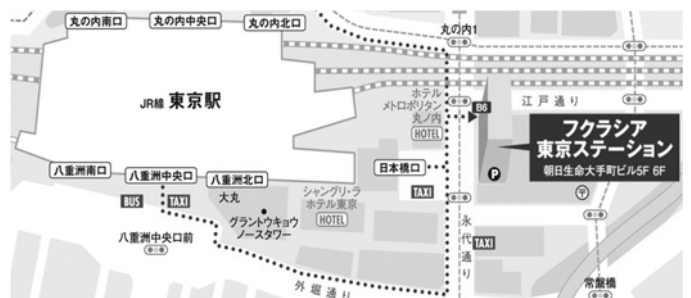 丸の内南口
丸の内中央口
丸の内北口
丸の内1
JR線 東京駅
ホテル
メトロポリタン
丸ノ内
HOTEL
B6
江戸通り
フクラシア
東京ステーション
朝日生命大手町ビル5F 6F
八重洲南口
八重洲中央口
八重洲北口
日本橋口
P
BUS
TAXI
大丸
シャングリ・ラ
ホテル東京
HOTEL
TAXI
グラントウキョウ
ノースタワー
永代通り
TAXI
八重洲中央口前
外堀通り
常盤橋